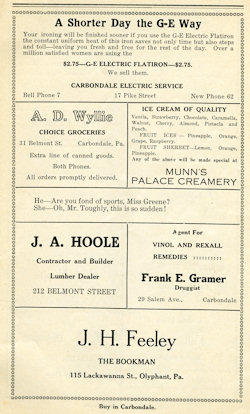 A Shorter Day the G-E Way
Your ironing will be finished sooner if you use the G-E Electric Flatiron
the constant uniform heat of this iron saves not only time but also steps
and toil—leaving you fresh and free for the rest of the day. Over a
million satisfied women are using the
$2.75—G-E ELECTRIC FLATIRON—$2.75.
We sell them.
CARBONDALE ELECTRIC SERVICE
Bell Phone 7 17 Pike Street New Phone 62
A. D. Wylie
CHOICE GROCERIES
31 Belmont St. Carbondale, Pa.
Extra line of canned goods.
Both Phones.
All orders promptly delivered.
ICE CREAM OF QUALITY
Vanila, Strawberry, Chocolate, Caramella,
Walnut, Cherry, Almond, Pistacia and
Peach.
FRUIT ICES — Pineapple, Orange,
Grape, Raspberry.
FRUIT SHERBET—Lemon, Orange,
Pineapple.
Any of the above will be made special at
MUNN'S
PALACE CREAMERY
He—Are you fond of sports, Miss Greene?
She—Oh, Mr. Toughly, this is so sudden!
J. A. HOOLE
Contractor and Builder
Lumber Dealer
212 BELMONT STREET
Agent For
VINOL AND REXALL
REMEDIES ::::::::::
Frank E. Gramer
Druggist
29 Salem Ave., Carbondale
J. H. Feeley
THE BOOKMAN
115 Lackawanna St., Olyphant, Pa.
Buy in Carbondale.